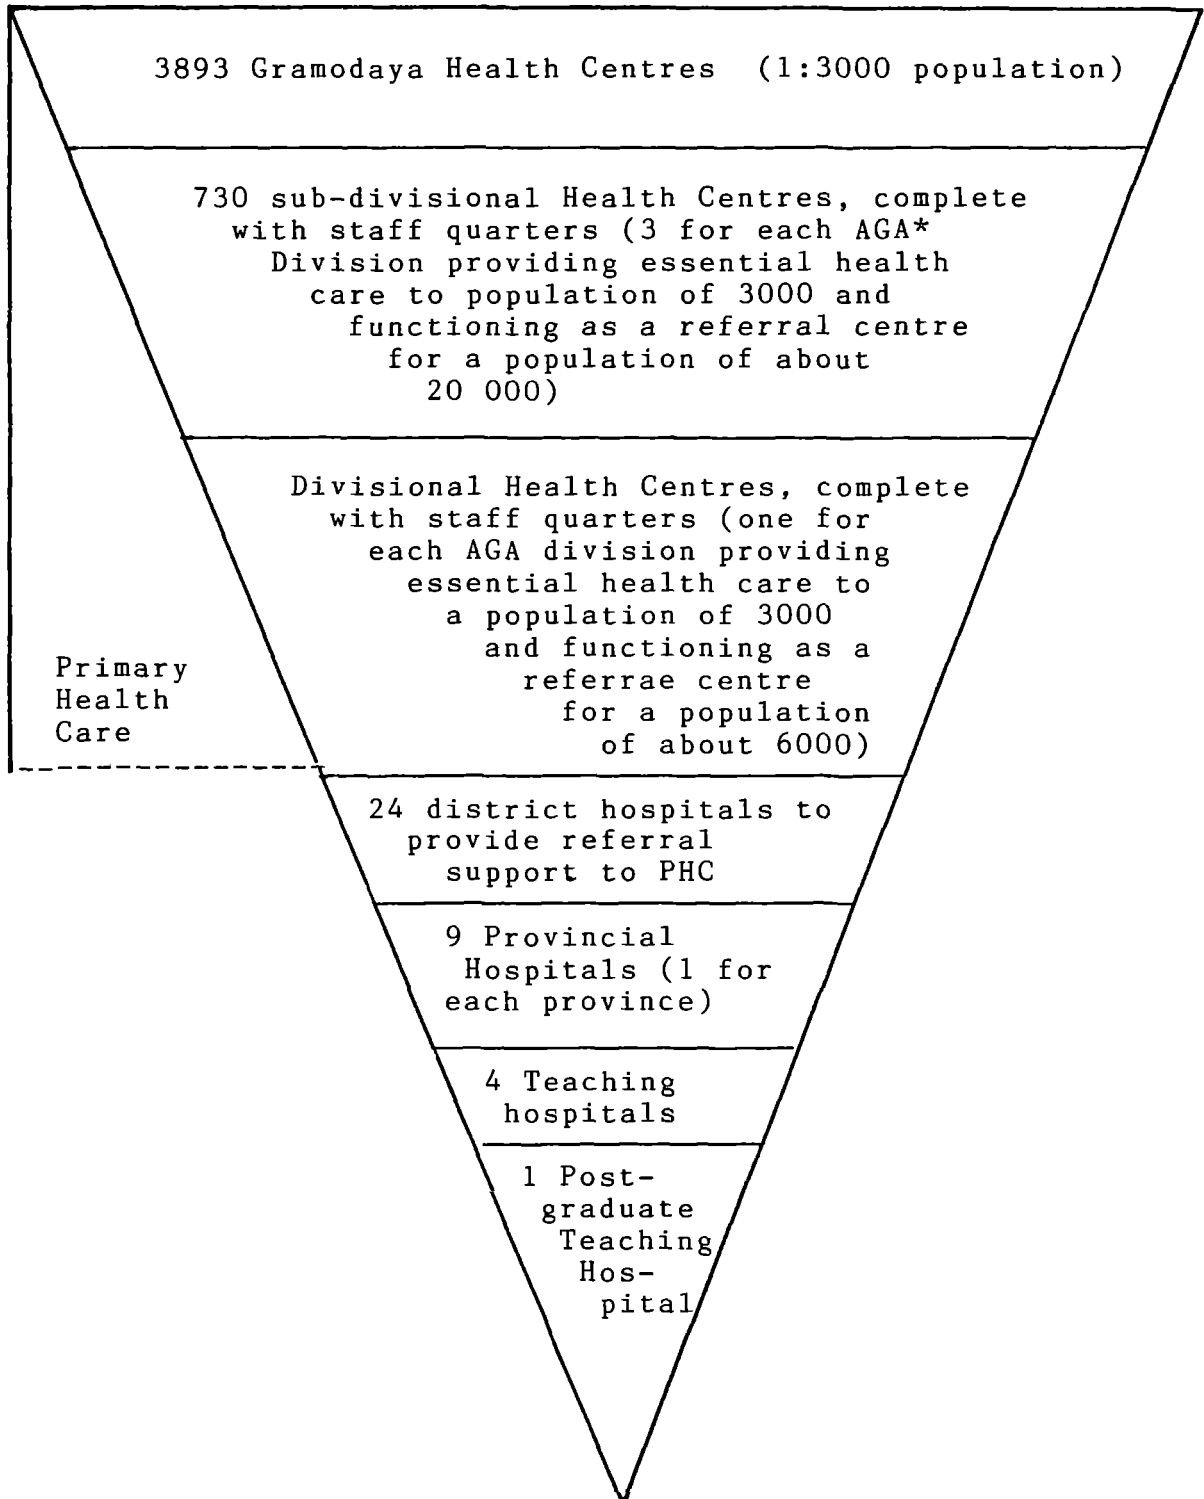 3893 Gramodaya Health Centres (1:3000 population)
730 sub-divisional Health Centres, complete
with staff quarters (3 for each AGA*
Division providing essential health
care to population of 3000 and
functioning as a referral centre
for a population of about
20 000)
Divisional Health Centres, complete
with staff quarters (one for
each AGA division providing
essential health care to
a population of 3000
and functioning as a
referrae centre
for a population
of about 6000)
Primary
Health
Care
24 district hospitals to
provide referral
support to PHC
9 Provincial
Hospitals (1 for
each province)
4 Teaching
hospitals
1 Post-
graduate
Teaching
Hos-
pital